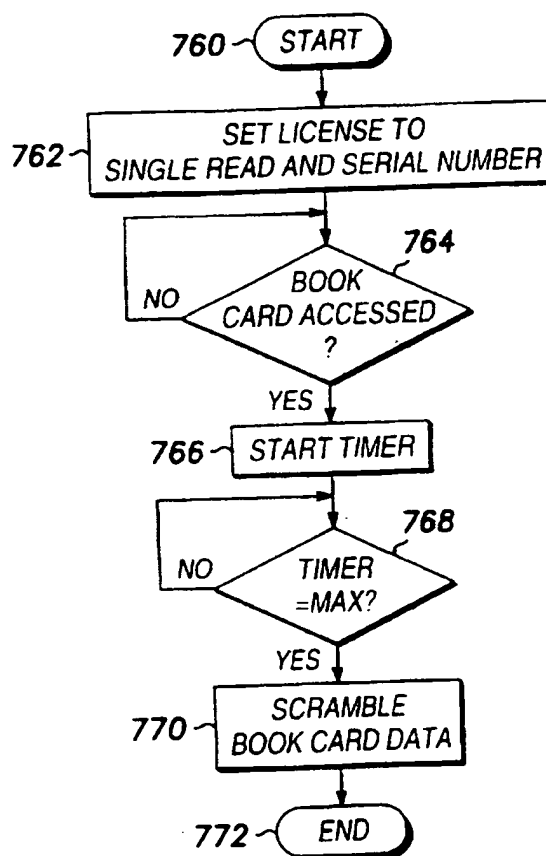 760
START
762
SET LICENSE TO
SINGLE READ AND SERIAL NUMBER
764
BOOK
CARD ACCESSED
?
NO
YES
766
START TIMER
768
TIMER
=MAX?
NO
YES
770
SCRAMBLE
BOOK CARD DATA
772
END